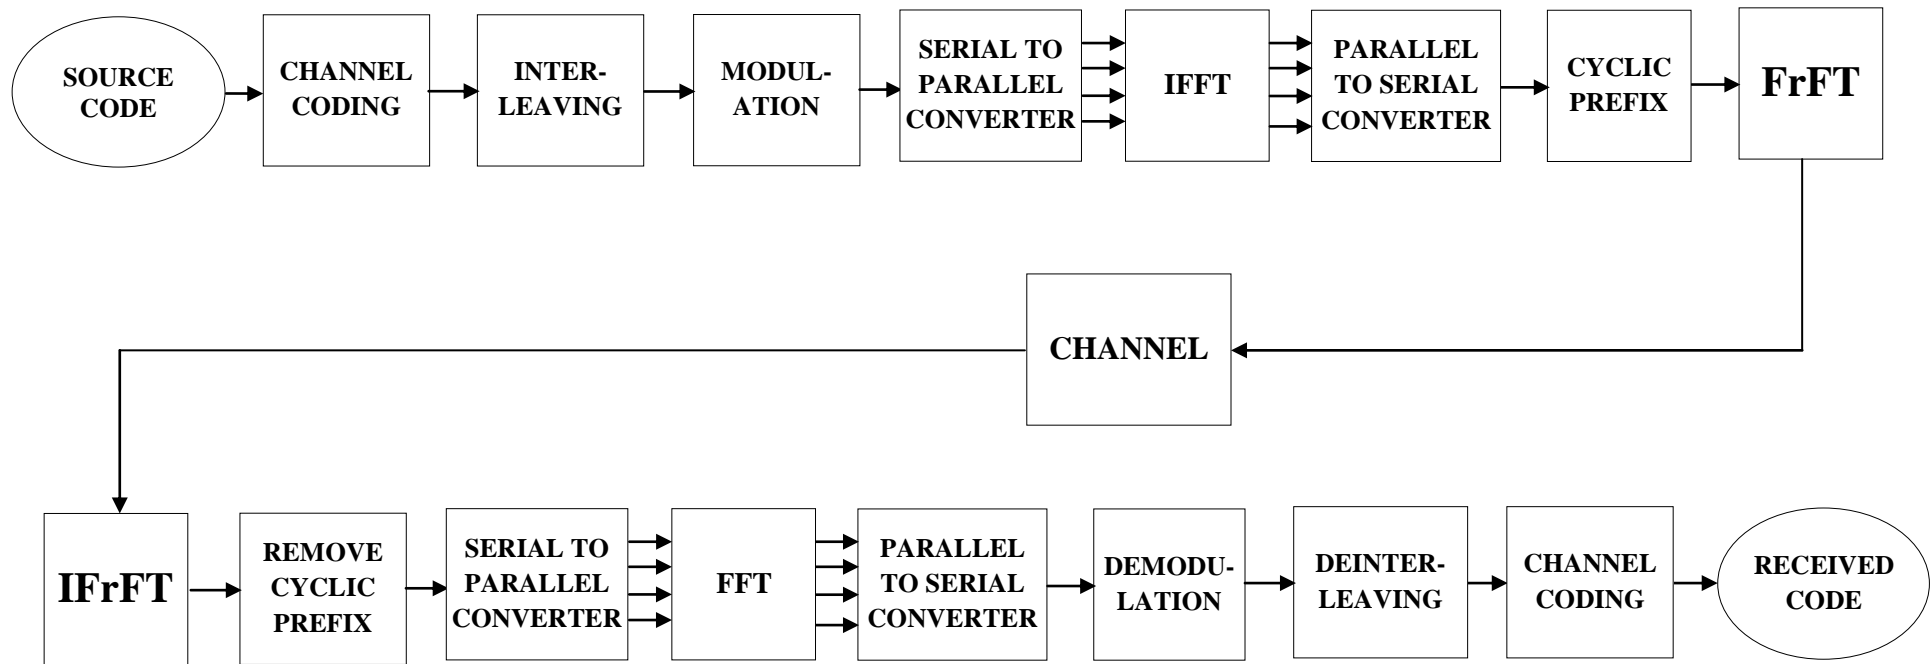 SOURCE
CODE
CHANNEL
CODING
INTER-
LEAVING
MODUL-
ATION
SERIAL TO
PARALLEL
CONVERTER
IFFT
PARALLEL
TO SERIAL
CONVERTER
CYCLIC
PREFIX
FrFT
CHANNEL
IFrFT
REMOVE
CYCLIC
PREFIX
SERIAL TO
PARALLEL
CONVERTER
FFT
PARALLEL
TO SERIAL
CONVERTER
DEMODU-
LATION
DEINTER-
LEAVING
CHANNEL
CODING
RECEIVED
CODE